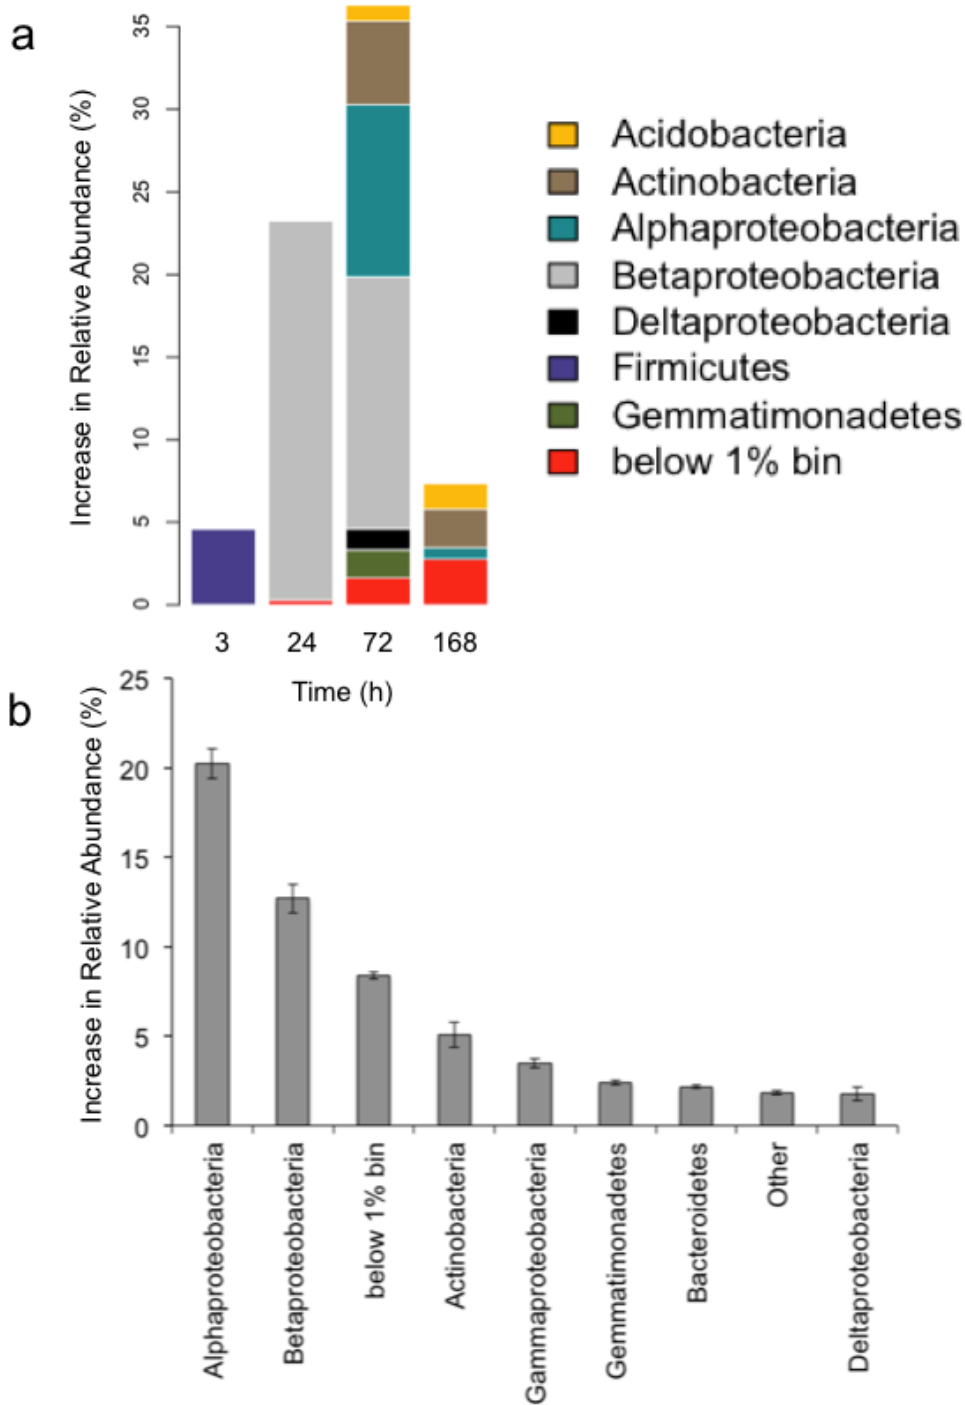 a
Increase in Relative Abundance (%)
35
30
25
20
15
10
5
0
3 24 72 168
Time (h)
Acidobacteria
Actinobacteria
Alphaproteobacteria
Betaproteobacteria
Deltaproteobacteria
Firmicutes
Gemmatimonadetes
below 1% bin
b
Increase in Relative Abundance (%)
25
20
15
10
5
0
Alphaproteobacteria
Betaproteobacteria
below 1% bin
Actinobacteria
Gammaproteobacteria
Gemmatimonadetes
Bacteroidetes
Other
Deltaproteobacteria